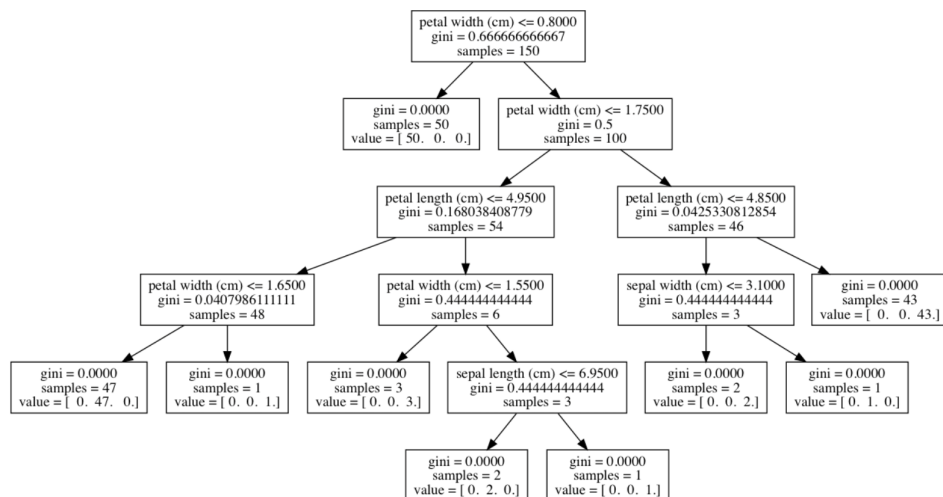 petal width (cm) <= 0.8000
gini = 0.666666666667
samples = 150
gini = 0.0000
samples = 50
value = [ 50. 0. 0.]
petal width (cm) <= 1.7500
gini = 0.5
samples = 100
petal length (cm) <= 4.9500
gini = 0.168038408779
samples = 54
petal length (cm) <= 4.8500
gini = 0.0425330812854
samples = 46
petal width (cm) <= 1.6500
gini = 0.0407986111111
samples = 48
petal width (cm) <= 1.5500
gini = 0.444444444444
samples = 6
sepal width (cm) <= 3.1000
gini = 0.444444444444
samples = 3
gini = 0.0000
samples = 43
value = [ 0. 0. 43.]
gini = 0.0000
samples = 47
value = [ 0. 47. 0.]
gini = 0.0000
samples = 1
value = [ 0. 0. 1.]
gini = 0.0000
samples = 3
value = [ 0. 0. 3.]
sepal length (cm) <= 6.9500
gini = 0.444444444444
samples = 3
gini = 0.0000
samples = 2
value = [ 0. 0. 2.]
gini = 0.0000
samples = 1
value = [ 0. 1. 0.]
gini = 0.0000
samples = 2
value = [ 0. 2. 0.]
gini = 0.0000
samples = 1
value = [ 0. 0. 1.]